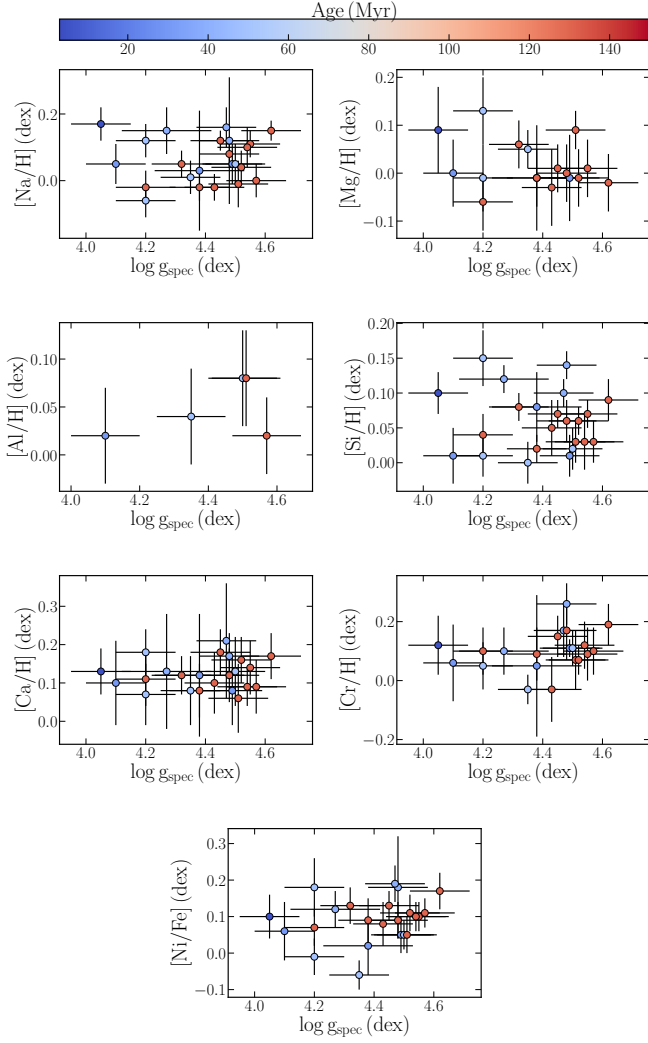 Age (Myr)
20 40 60 80 100 120 140
[Na/H] (dex)
0.2
0.0
4.0 4.2 4.4 4.6
log g_spec (dex)
[Mg/H] (dex)
0.1
0.0
−0.1
4.0 4.2 4.4 4.6
log g_spec (dex)
[Al/H] (dex)
0.10
0.05
0.00
4.0 4.2 4.4 4.6
log g_spec (dex)
[Si/H] (dex)
0.20
0.15
0.10
0.05
0.00
4.0 4.2 4.4 4.6
log g_spec (dex)
[Ca/H] (dex)
0.3
0.2
0.1
0.0
4.0 4.2 4.4 4.6
log g_spec (dex)
[Cr/H] (dex)
0.2
0.0
−0.2
4.0 4.2 4.4 4.6
log g_spec (dex)
[Ni/Fe] (dex)
0.3
0.2
0.1
0.0
−0.1
4.0 4.2 4.4 4.6
log g_spec (dex)